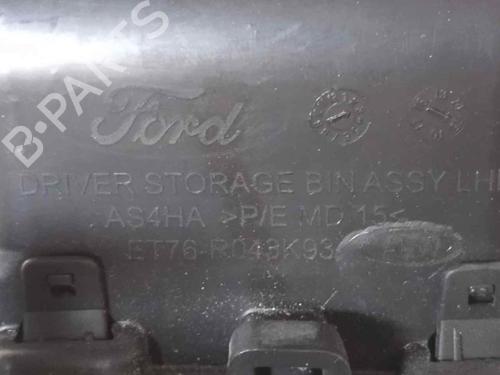 B-PARTS
Ford
DRIVER STORAGE BIN ASSY LH
AS4HA >P/E MD 15<
ET76-R043K93